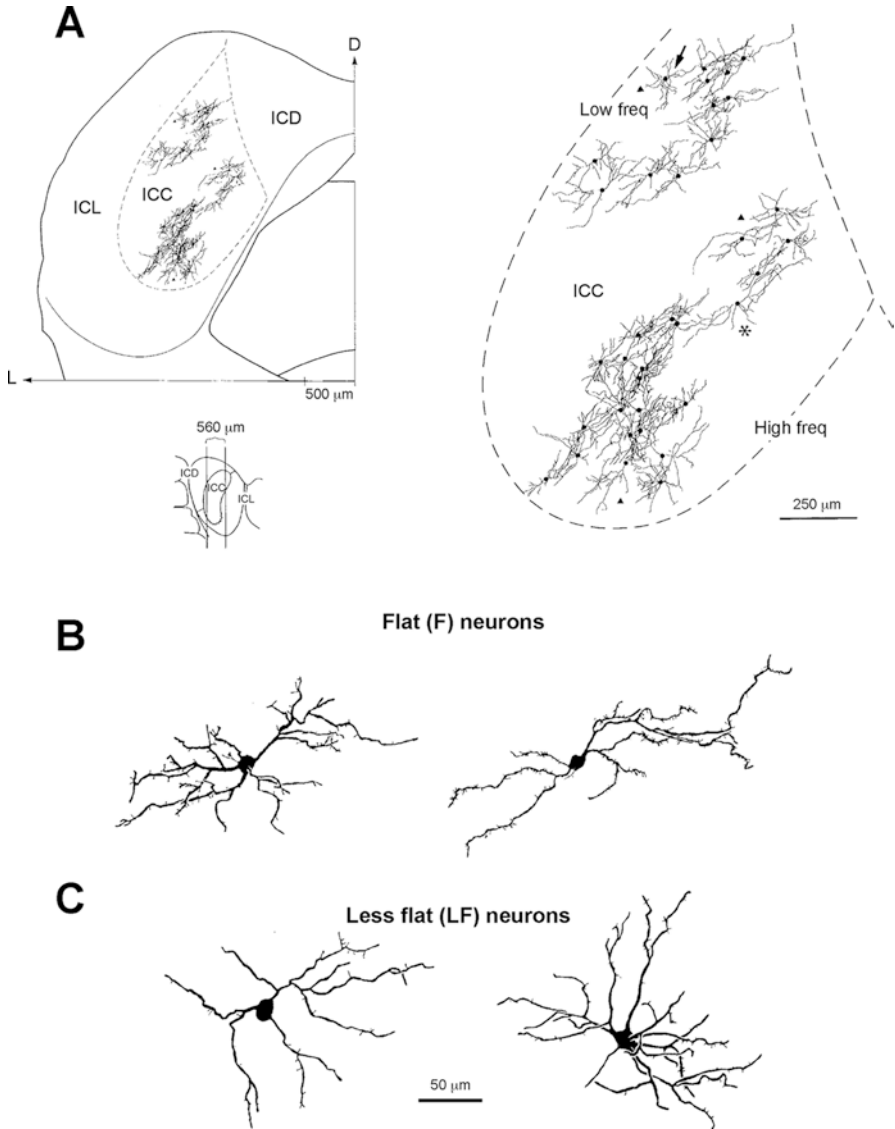 A
D
ICD
ICL
ICC
L
500 µm
560 µm
ICD
ICC
ICL
Low freq
ICC
*
High freq
250 µm
B
Flat (F) neurons
C
Less flat (LF) neurons
50 µm